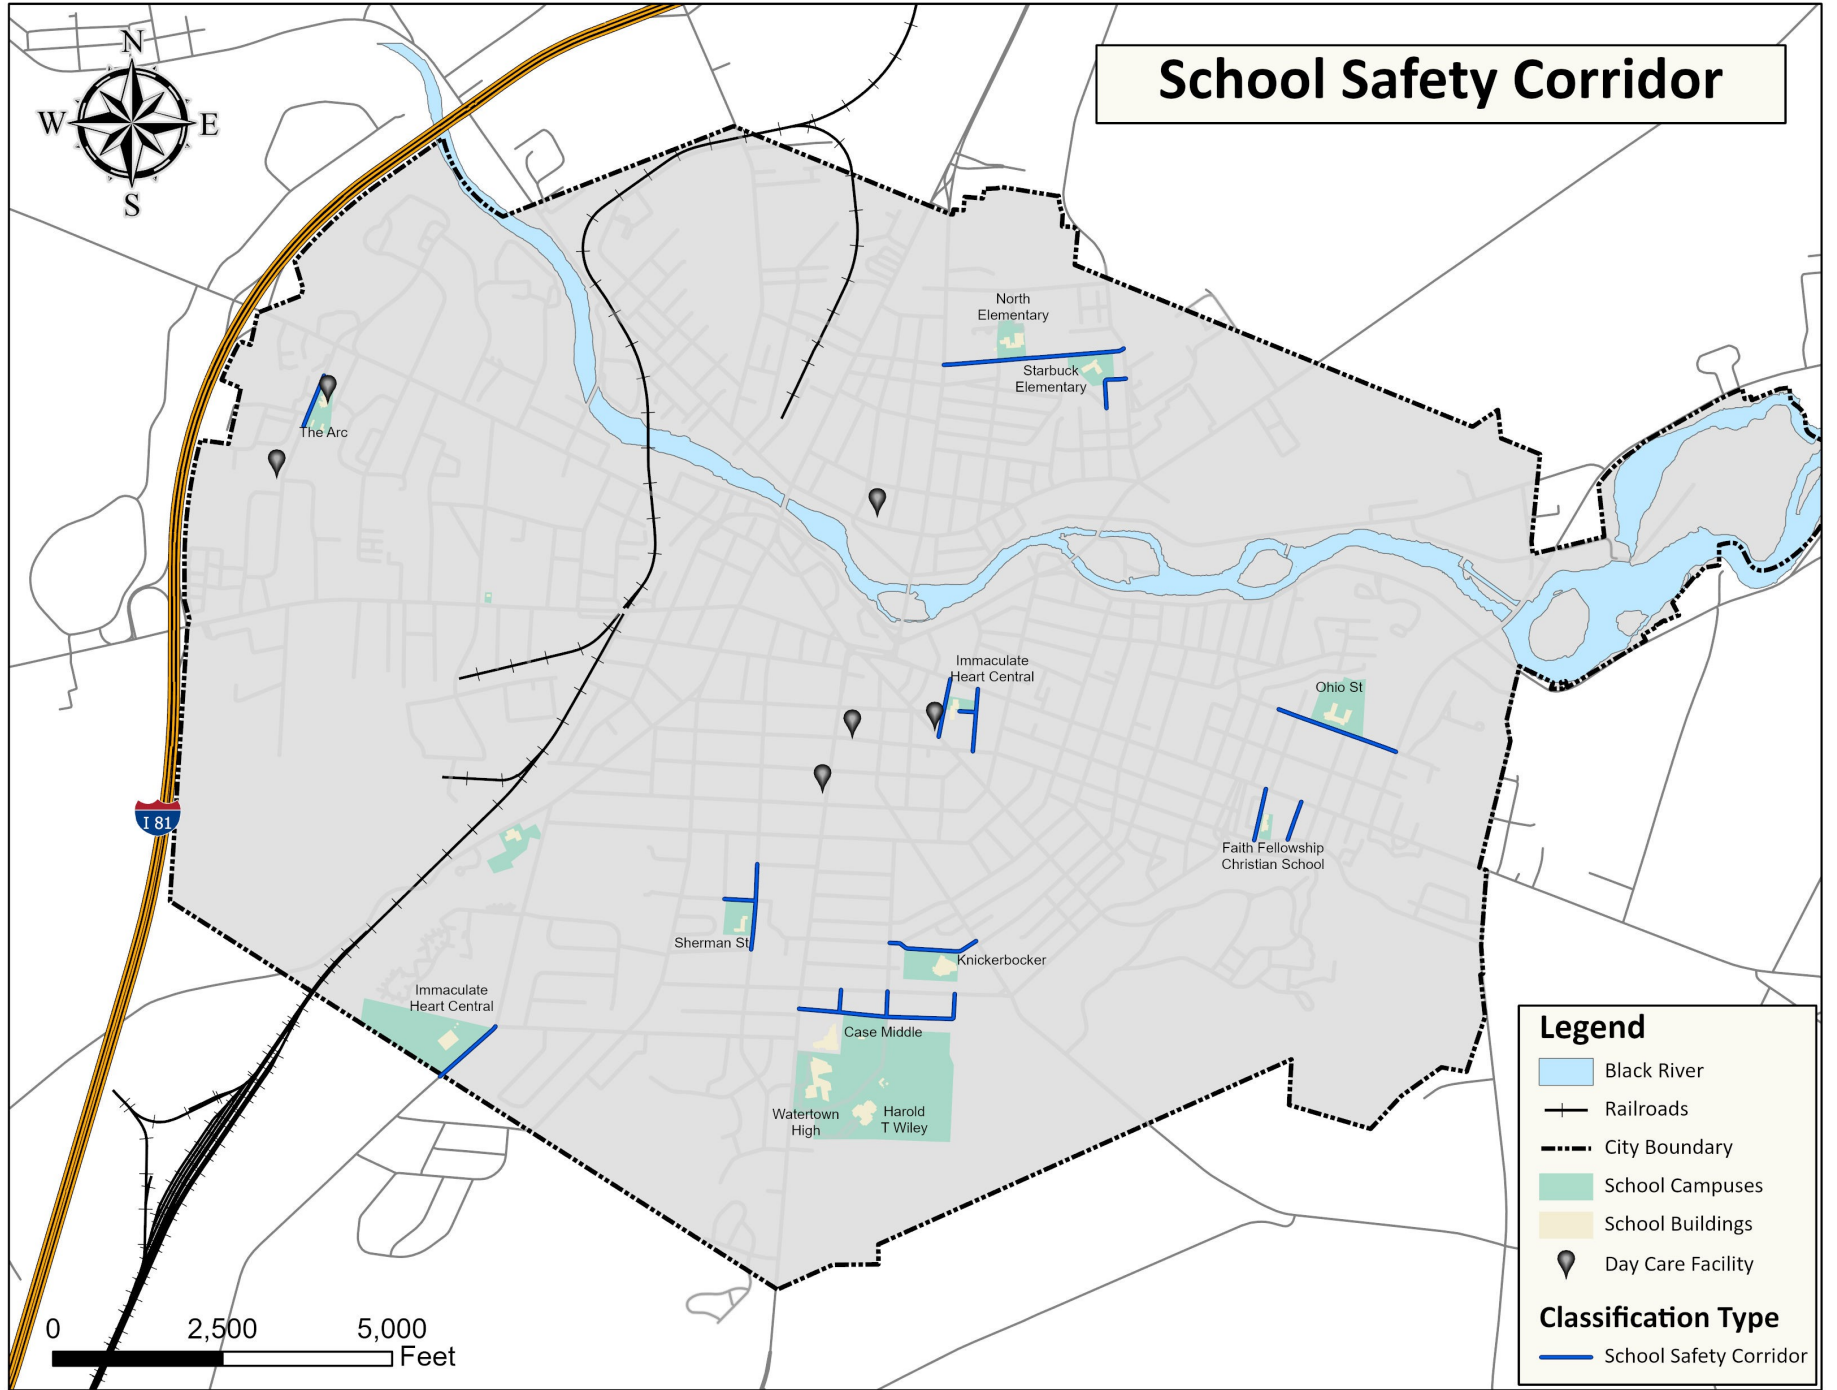 School Safety Corridor
N
W
E
S
North
Elementary
Starbuck
Elementary
The Arc
Immaculate
Heart Central
Ohio St
I 81
Faith Fellowship
Christian School
Sherman St
Knickerbocker
Immaculate
Heart Central
Case Middle
Watertown
High
Harold
T Wiley
Legend
Black River
Railroads
City Boundary
School Campuses
School Buildings
Day Care Facility
Classification Type
School Safety Corridor
0
2,500
5,000
Feet